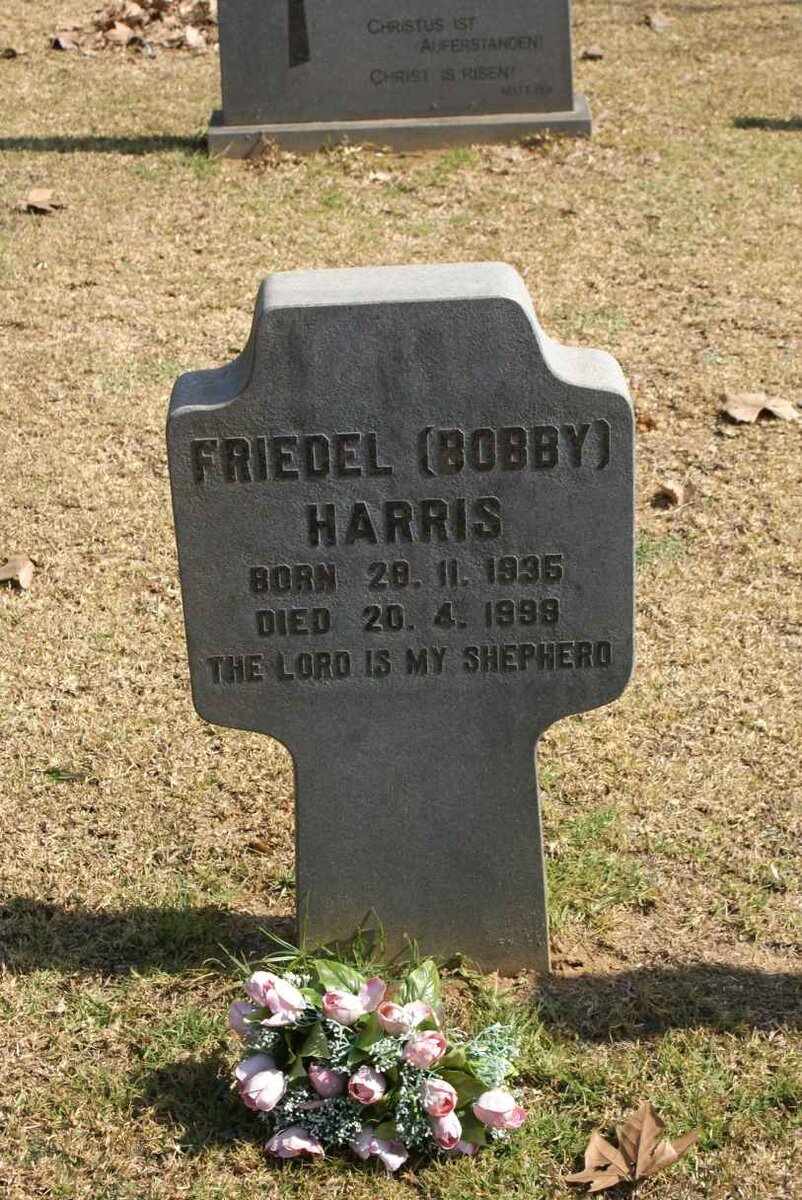 CHRISTUS IST
AUFERSTANDEN!
CHRIST IS RISEN!
FRIEDEL (BOBBY)
HARRIS
BORN 28. 11. 1935
DIED 20. 4. 1999
THE LORD IS MY SHEPHERD